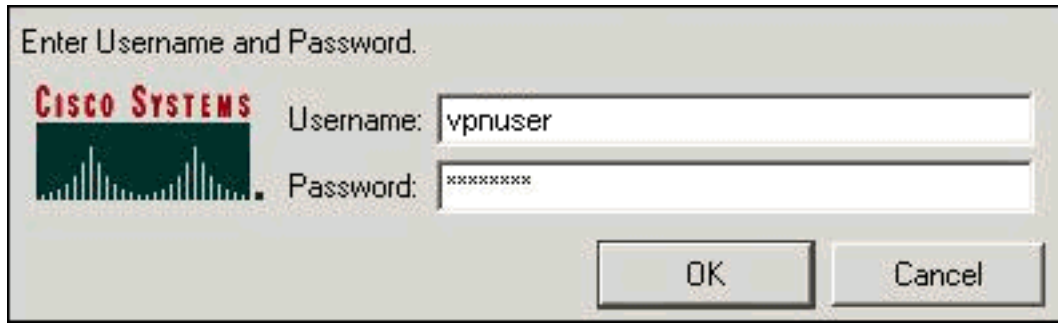 Enter Username and Password.
CISCO SYSTEMS
Username: vpnuser
Password: ********
OK Cancel